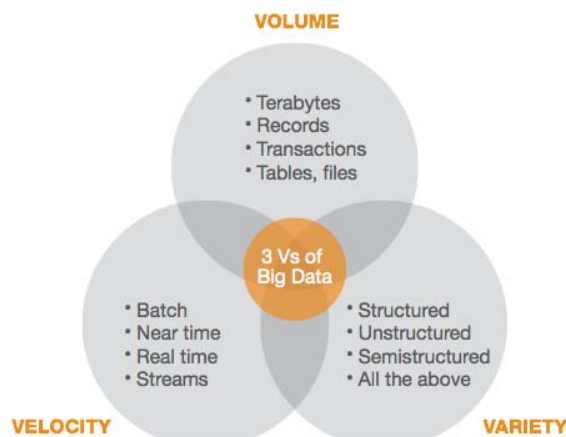 VOLUME
• Terabytes
• Records
• Transactions
• Tables, files
3 Vs of
Big Data
• Batch
• Near time
• Real time
• Streams
• Structured
• Unstructured
• Semistructured
• All the above
VELOCITY
VARIETY